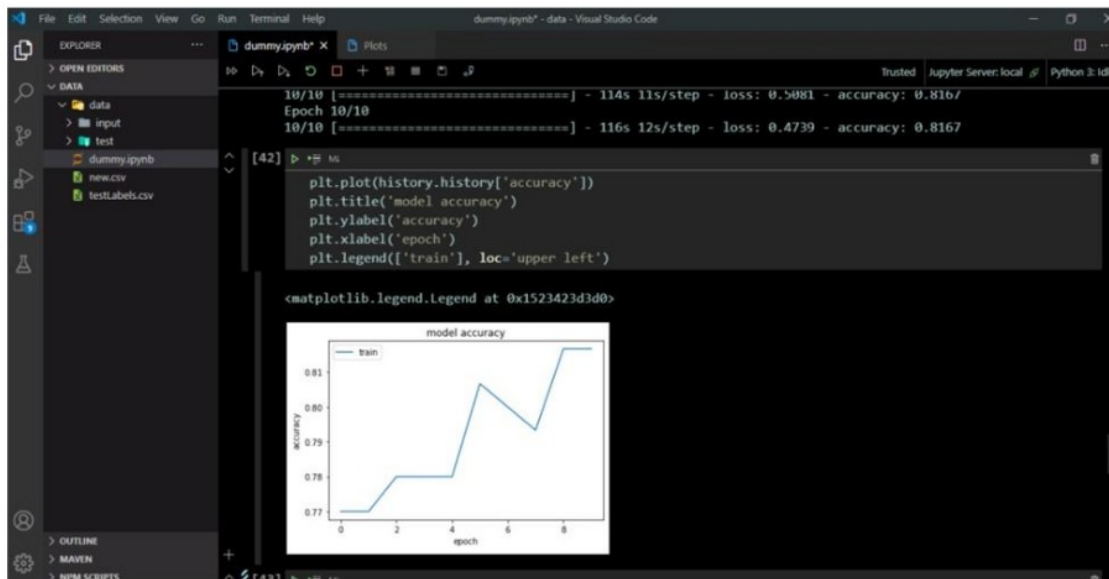 File Edit Selection View Go Run Terminal Help
dummy.ipynb* - data - Visual Studio Code
EXPLORER
OPEN EDITORS
DATA
data
input
test
dummy.ipynb
new.csv
testLabels.csv
OUTLINE
MAVEN
NPM SCRIPTS
9
dummy.ipynb*
Plots
Trusted
Jupyter Server: local
Python 3: Idl
10/10 [==============================] - 114s 11s/step - loss: 0.5081 - accuracy: 0.8167
Epoch 10/10
10/10 [==============================] - 116s 12s/step - loss: 0.4739 - accuracy: 0.8167
[42]
plt.plot(history.history['accuracy'])
plt.title('model accuracy')
plt.ylabel('accuracy')
plt.xlabel('epoch')
plt.legend(['train'], loc='upper left')
<matplotlib.legend.Legend at 0x1523423d3d0>
model accuracy
train
0.81
0.80
0.79
0.78
0.77
accuracy
0 2 4 6 8
epoch
[43]